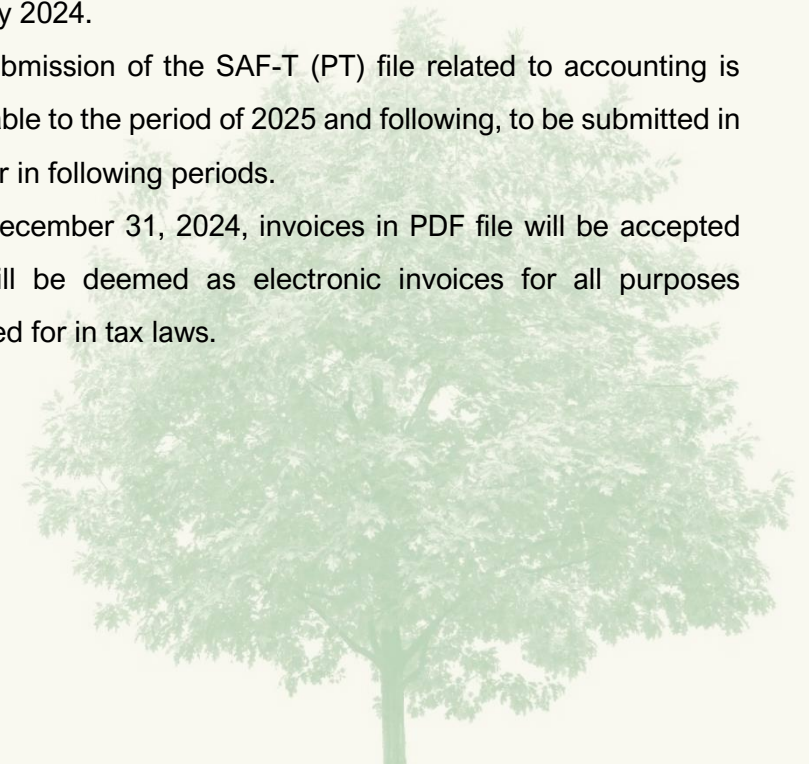 y 2024.
bmission of the SAF-T (PT) file related to accounting is
able to the period of 2025 and following, to be submitted in
r in following periods.
ecember 31, 2024, invoices in PDF file will be accepted
ill be deemed as electronic invoices for all purposes
ed for in tax laws.